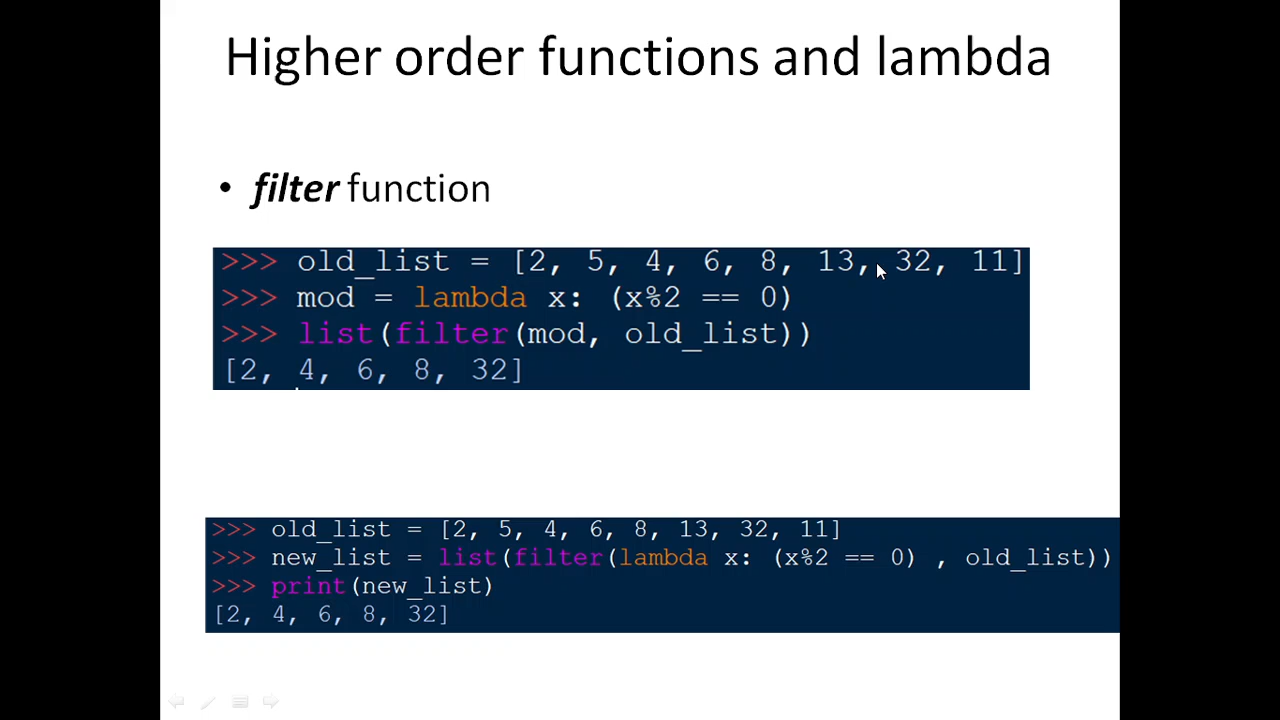 Higher order functions and lambda
• filter function
>>> old_list = [2, 5, 4, 6, 8, 13, 32, 11]
>>> mod = lambda x: (x%2 == 0)
>>> list(filter(mod, old_list))
[2, 4, 6, 8, 32]
>>> old_list = [2, 5, 4, 6, 8, 13, 32, 11]
>>> new_list = list(filter(lambda x: (x%2 == 0) , old_list))
>>> print(new_list)
[2, 4, 6, 8, 32]